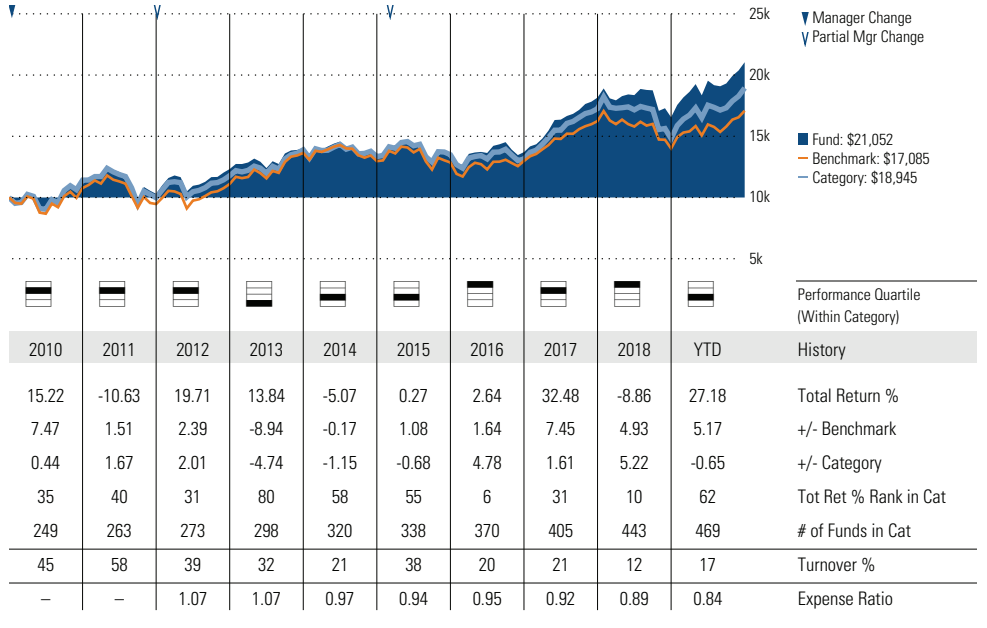 25k
Manager Change
Partial Mgr Change
20k
15k
Fund: $21,052
Benchmark: $17,085
Category: $18,945
10k
5k
Performance Quartile
(Within Category)
2010 2011 2012 2013 2014 2015 2016 2017 2018 YTD History
15.22 -10.63 19.71 13.84 -5.07 0.27 2.64 32.48 -8.86 27.18 Total Return %
7.47 1.51 2.39 -8.94 -0.17 1.08 1.64 7.45 4.93 5.17 +/- Benchmark
0.44 1.67 2.01 -4.74 -1.15 -0.68 4.78 1.61 5.22 -0.65 +/- Category
35 40 31 80 58 55 6 31 10 62 Tot Ret % Rank in Cat
249 263 273 298 320 338 370 405 443 469 # of Funds in Cat
45 58 39 32 21 38 20 21 12 17 Turnover %
– – 1.07 1.07 0.97 0.94 0.95 0.92 0.89 0.84 Expense Ratio